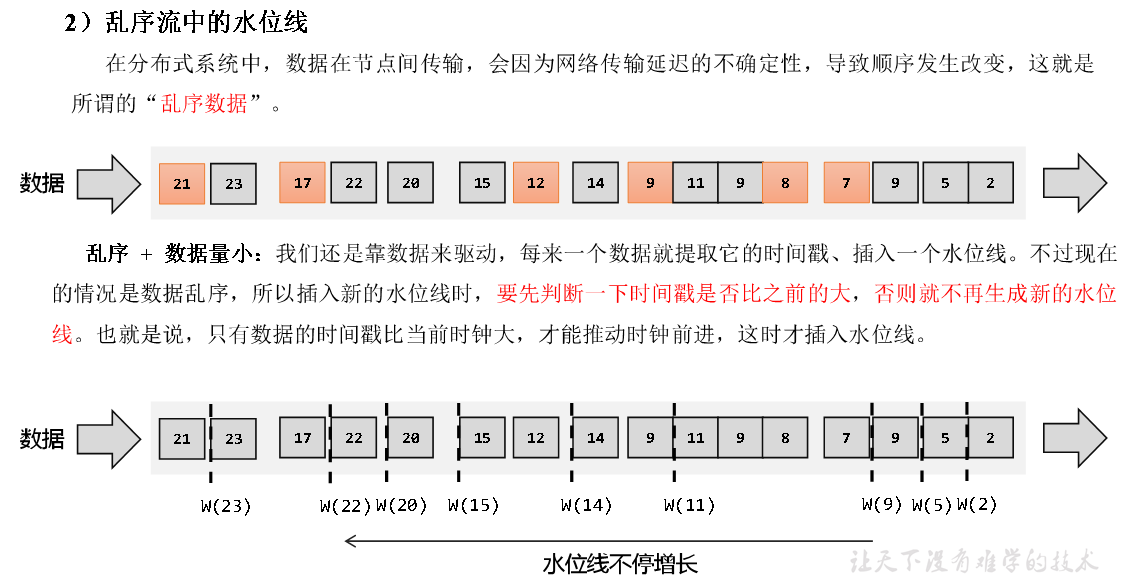 2）乱序流中的水位线
在分布式系统中，数据在节点间传输，会因为网络传输延迟的不确定性，导致顺序发生改变，这就是
所谓的“乱序数据”。
数据 21 23 17 22 20 15 12 14 9 11 9 8 7 9 5 2
乱序 + 数据量小：我们还是靠数据来驱动，每来一个数据就提取它的时间戳、插入一个水位线。不过现在
的情况是数据乱序，所以插入新的水位线时，要先判断一下时间戳是否比之前的大，否则就不再生成新的水位
线。也就是说，只有数据的时间戳比当前时钟大，才能推动时钟前进，这时才插入水位线。
数据 21 23 17 22 20 15 12 14 9 11 9 8 7 9 5 2
W(23) W(22) W(20) W(15) W(14) W(11) W(9) W(5) W(2)
水位线不停增长
让天下没有难学的技术